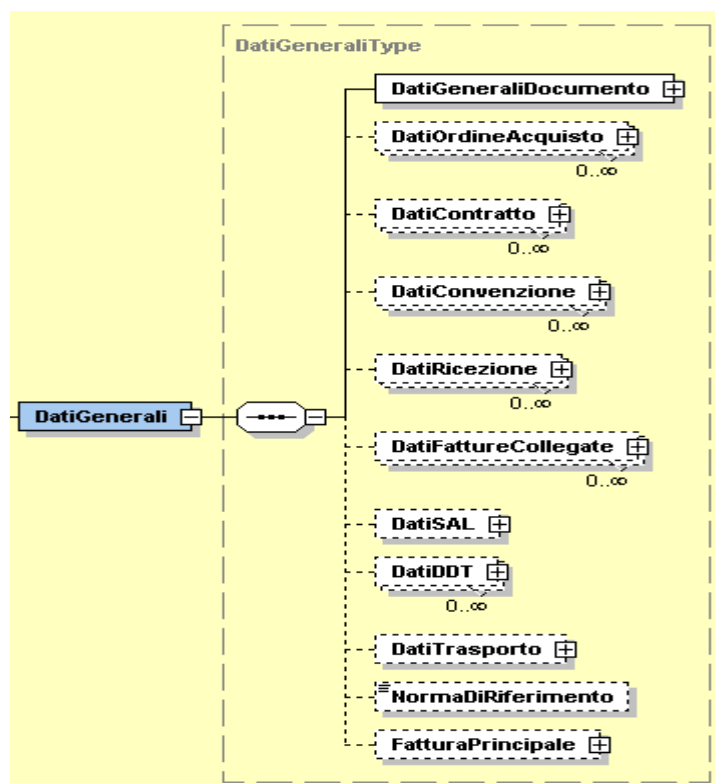 DatiGeneraliType
DatiGeneraliDocumento
DatiOrdineAcquisto
0..∞
DatiContratto
0..∞
DatiConvenzione
0..∞
DatiRicezione
0..∞
DatiGenerali
DatiFattureCollegate
0..∞
DatiSAL
DatiDDT
0..∞
DatiTrasporto
NormaDiRiferimento
FatturaPrincipale